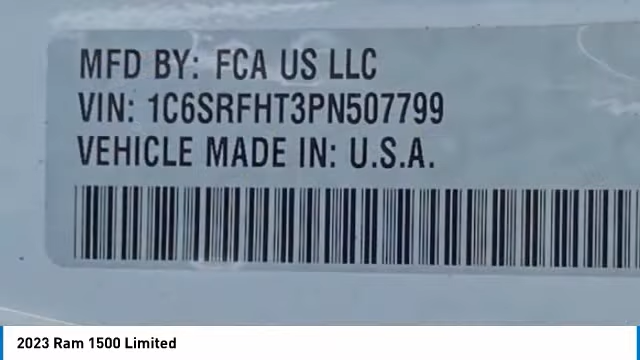 MFD BY: FCA US LLC
VIN: 1C6SRFHT3PN507799
VEHICLE MADE IN: U.S.A.
2023 Ram 1500 Limited